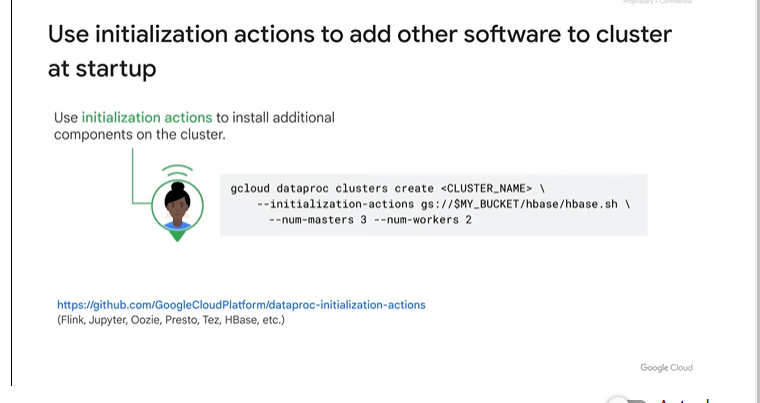 Proprietary + Confidential
Use initialization actions to add other software to cluster
at startup
Use initialization actions to install additional
components on the cluster.
gcloud dataproc clusters create <CLUSTER_NAME> \
--initialization-actions gs://$MY_BUCKET/hbase/hbase.sh \
--num-masters 3 --num-workers 2
https://github.com/GoogleCloudPlatform/dataproc-initialization-actions
(Flink, Jupyter, Oozie, Presto, Tez, HBase, etc.)
Google Cloud